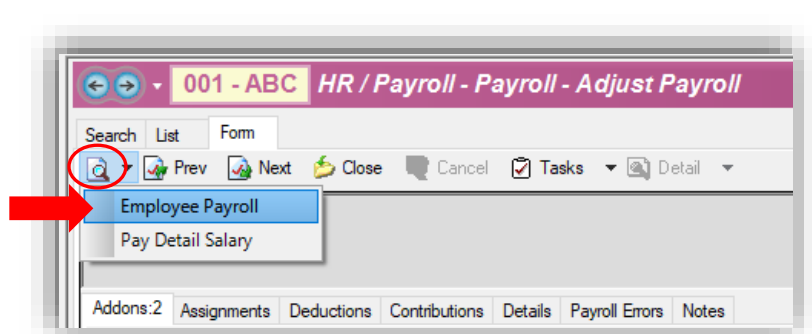 001 - ABC HR / Payroll - Payroll - Adjust Payroll
Search List Form
Prev Next Close Cancel Tasks Detail
Employee Payroll
Pay Detail Salary
Addons:2 Assignments Deductions Contributions Details Payroll Errors Notes